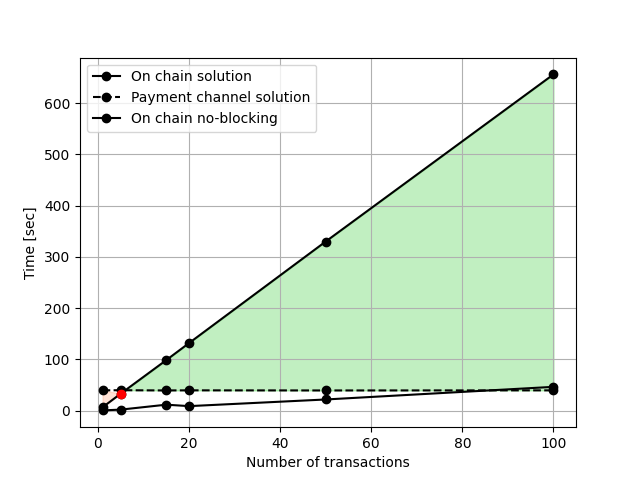 On chain solution
Payment channel solution
On chain no-blocking
600
500
400
300
200
100
0
Time [sec]
0 20 40 60 80 100
Number of transactions